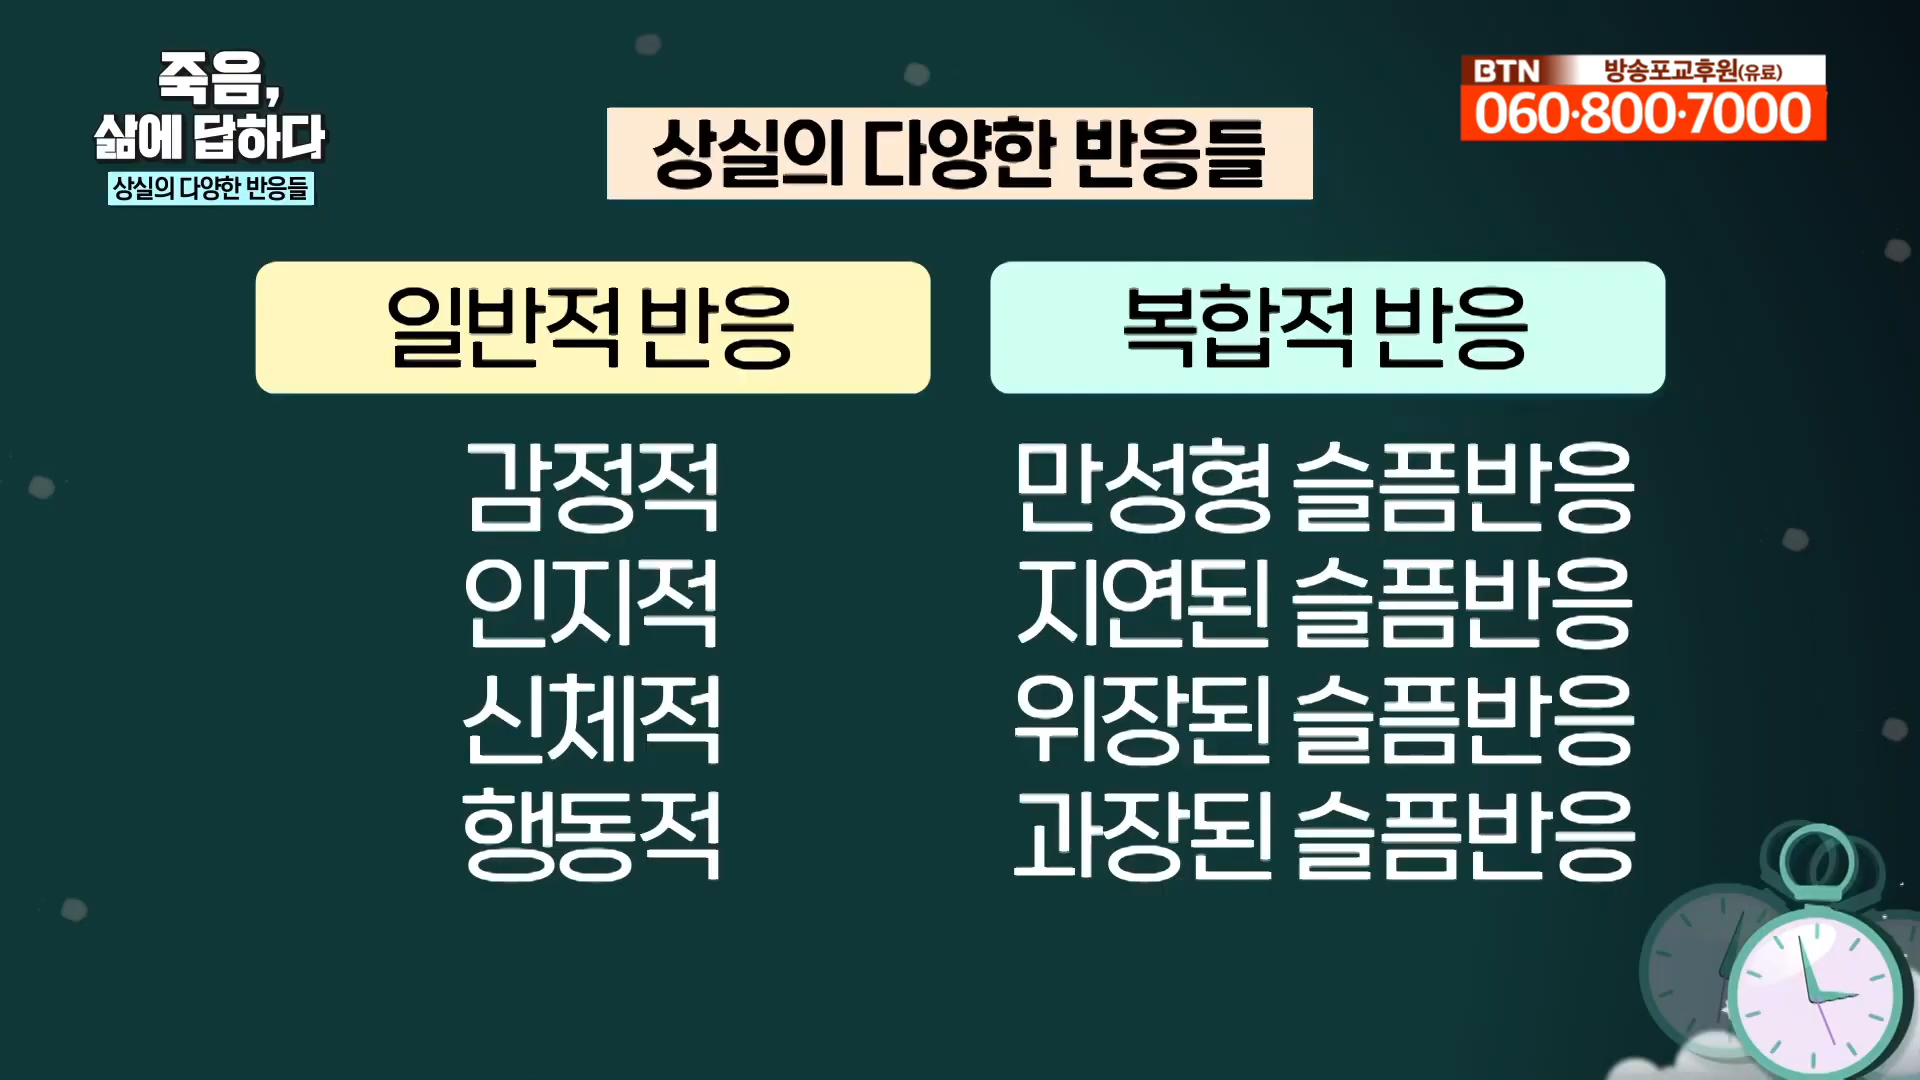 죽음,
삶에 답하다
상실의 다양한 반응들
BTN 방송포교후원(유료)
060·800·7000
상실의 다양한 반응들
일반적 반응
감정적
인지적
신체적
행동적
복합적 반응
만성형 슬픔반응
지연된 슬픔반응
위장된 슬픔반응
과장된 슬픔반응